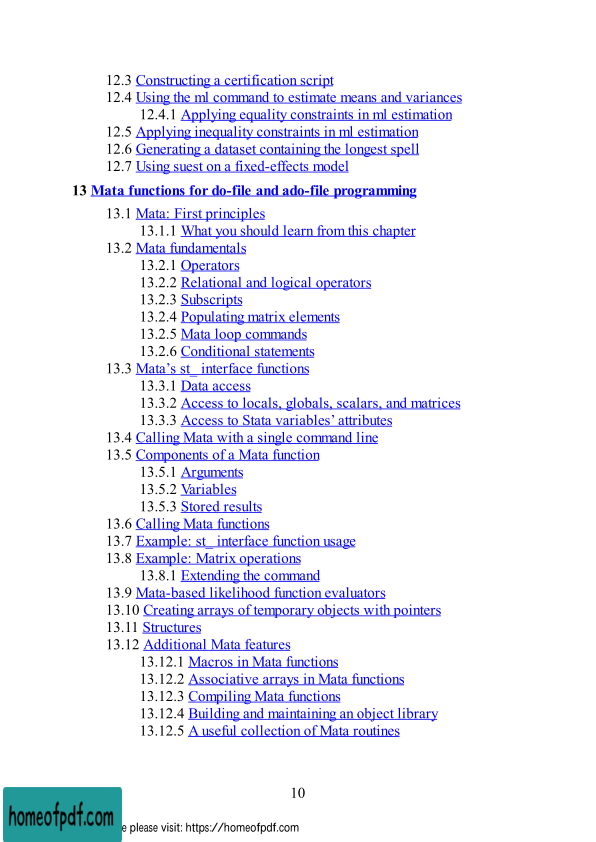 12.3 Constructing a certification script
12.4 Using the ml command to estimate means and variances
12.4.1 Applying equality constraints in ml estimation
12.5 Applying inequality constraints in ml estimation
12.6 Generating a dataset containing the longest spell
12.7 Using suest on a fixed-effects model
13 Mata functions for do-file and ado-file programming
13.1 Mata: First principles
13.1.1 What you should learn from this chapter
13.2 Mata fundamentals
13.2.1 Operators
13.2.2 Relational and logical operators
13.2.3 Subscripts
13.2.4 Populating matrix elements
13.2.5 Mata loop commands
13.2.6 Conditional statements
13.3 Mata’s st_ interface functions
13.3.1 Data access
13.3.2 Access to locals, globals, scalars, and matrices
13.3.3 Access to Stata variables’ attributes
13.4 Calling Mata with a single command line
13.5 Components of a Mata function
13.5.1 Arguments
13.5.2 Variables
13.5.3 Stored results
13.6 Calling Mata functions
13.7 Example: st_ interface function usage
13.8 Example: Matrix operations
13.8.1 Extending the command
13.9 Mata-based likelihood function evaluators
13.10 Creating arrays of temporary objects with pointers
13.11 Structures
13.12 Additional Mata features
13.12.1 Macros in Mata functions
13.12.2 Associative arrays in Mata functions
13.12.3 Compiling Mata functions
13.12.4 Building and maintaining an object library
13.12.5 A useful collection of Mata routines
10
homeofpdf.com
e please visit: https://homeofpdf.com